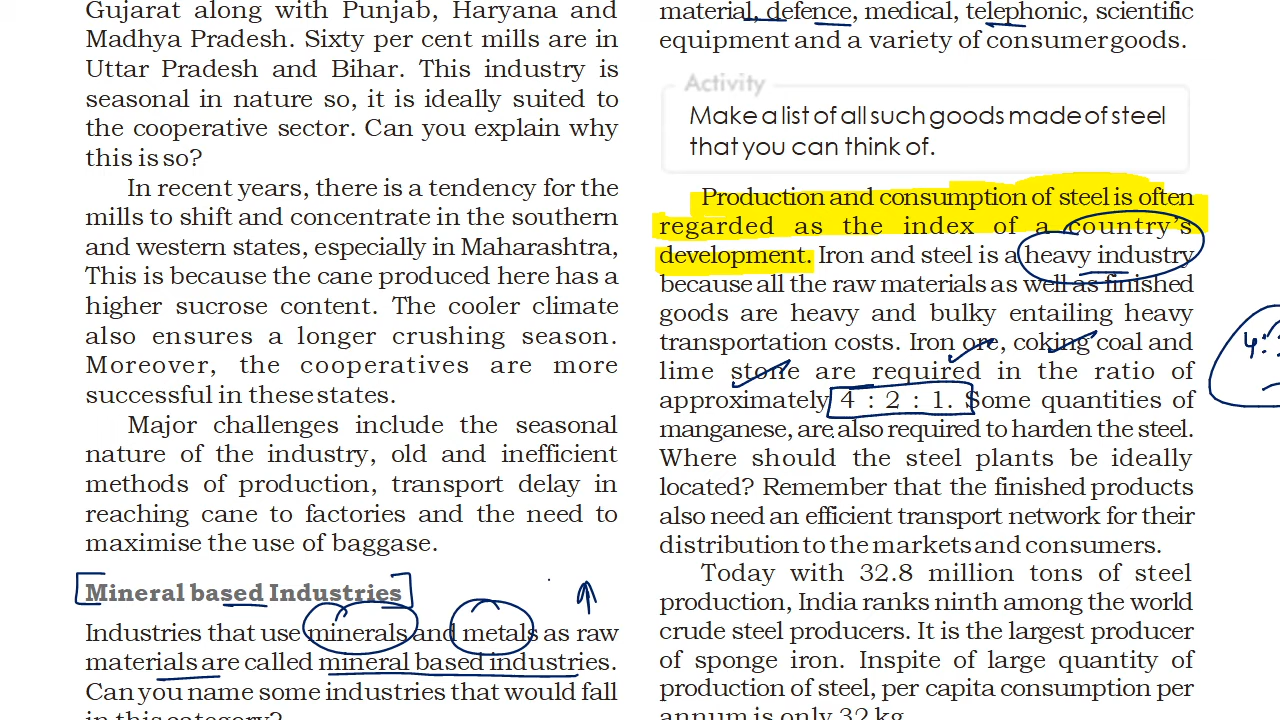 Gujarat along with Punjab, Haryana and
Madhya Pradesh. Sixty per cent mills are in
Uttar Pradesh and Bihar. This industry is
seasonal in nature so, it is ideally suited to
the cooperative sector. Can you explain why
this is so?
In recent years, there is a tendency for the
mills to shift and concentrate in the southern
and western states, especially in Maharashtra,
This is because the cane produced here has a
higher sucrose content. The cooler climate
also ensures a longer crushing season.
Moreover, the cooperatives are more
successful in these states.
Major challenges include the seasonal
nature of the industry, old and inefficient
methods of production, transport delay in
reaching cane to factories and the need to
maximise the use of baggase.
Mineral based Industries
Industries that use minerals and metals as raw
materials are called mineral based industries.
Can you name some industries that would fall
in this category?
material, defence, medical, telephonic, scientific
equipment and a variety of consumer goods.
Activity
Make a list of all such goods made of steel
that you can think of.
Production and consumption of steel is often
regarded as the index of a country's
development. Iron and steel is a heavy industry
because all the raw materials as well as finished
goods are heavy and bulky entailing heavy
transportation costs. Iron ore, coking coal and
lime stone are required in the ratio of
approximately 4 : 2 : 1. Some quantities of
manganese, are also required to harden the steel.
Where should the steel plants be ideally
located? Remember that the finished products
also need an efficient transport network for their
distribution to the markets and consumers.
Today with 32.8 million tons of steel
production, India ranks ninth among the world
crude steel producers. It is the largest producer
of sponge iron. Inspite of large quantity of
production of steel, per capita consumption per
annum is only 32 kg.
4: